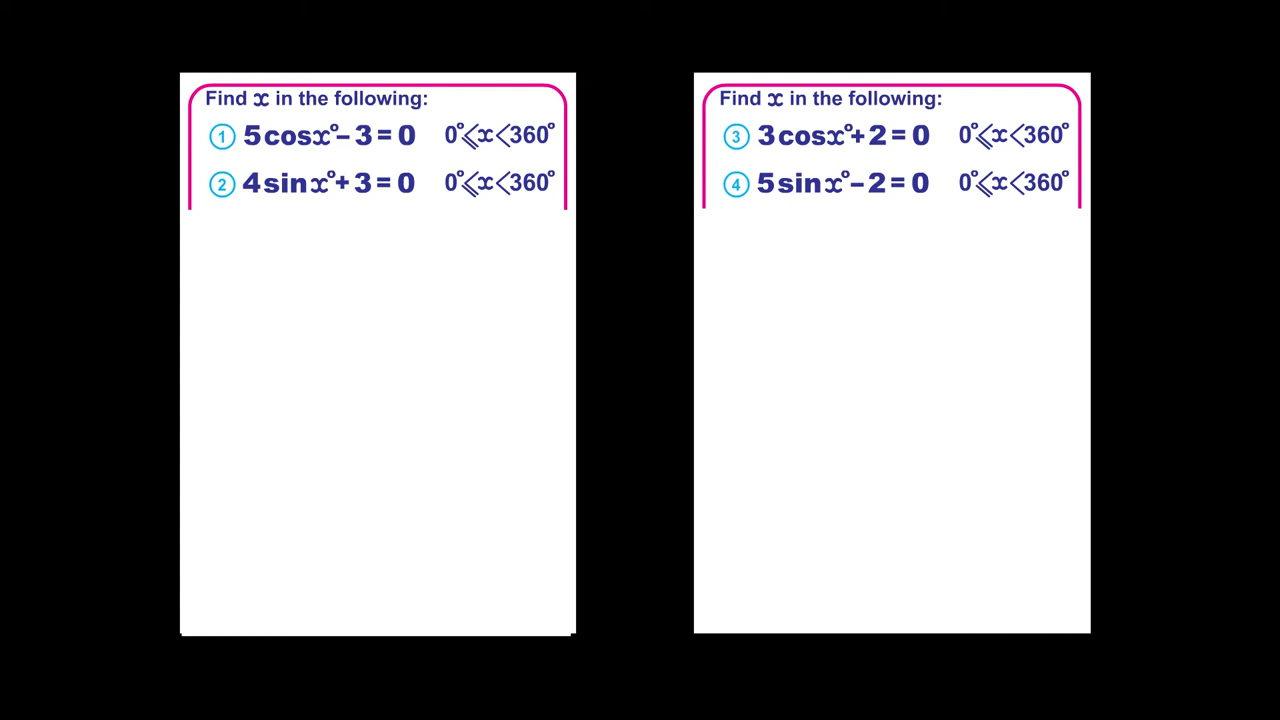 Find x in the following:
① 5cosx°–3=0 0°⩽x<360°
② 4sinx°+3=0 0°⩽x<360°
Find x in the following:
③ 3cosx°+2=0 0°⩽x<360°
④ 5sinx°–2=0 0°⩽x<360°